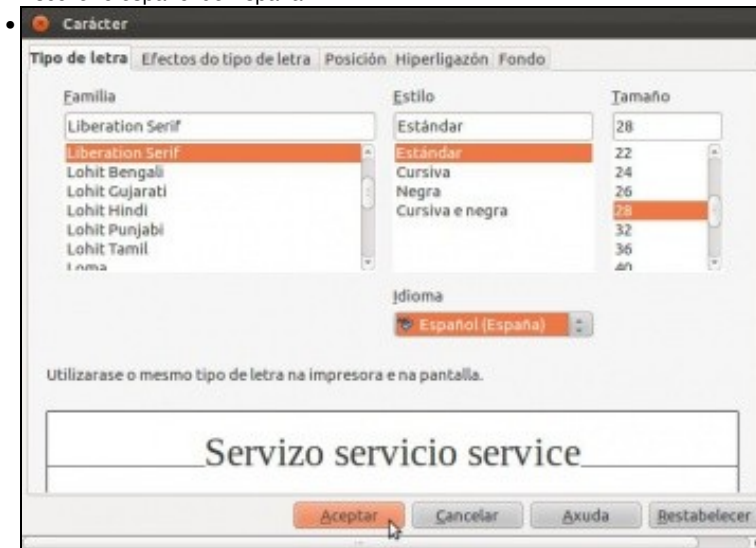 Carácter
Tipo de letra Efectos do tipo de letra Posición Hiperligazón Fondo
Familia Estilo Tamaño
Liberation Serif Estándar 28
Liberation Serif Estándar 22
Lohit Bengali Cursiva 24
Lohit Gujarati Negra 26
Lohit Hindi Cursiva e negra 28
Lohit Punjabi 32
Lohit Tamil 36
Loma 40
Idioma
Español (España)
Utilizarase o mesmo tipo de letra na impresora e na pantalla.
Servizo servicio service
Aceptar Cancelar Axuda Restabelecer